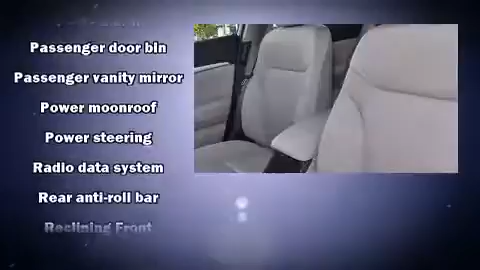 Passenger door bin
Passenger vanity mirror
Power moonroof
Power steering
Radio data system
Rear anti-roll bar
Reclining Front